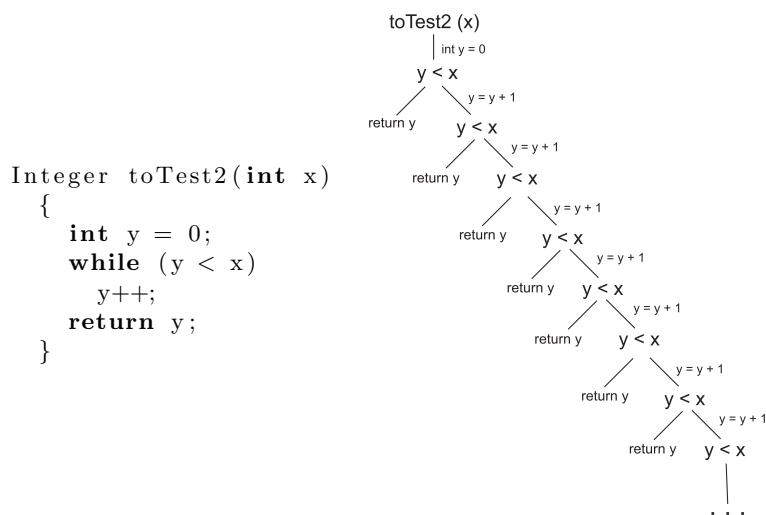 Integer toTest2(int x)
{
int y = 0;
while (y < x)
y++;
return y;
}
toTest2 (x)
int y = 0
y < x
y = y + 1
return y
y < x
y = y + 1
return y
y < x
y = y + 1
return y
y < x
y = y + 1
return y
y < x
y = y + 1
return y
y < x
y = y + 1
return y
y < x
y = y + 1
return y
y < x
. . .